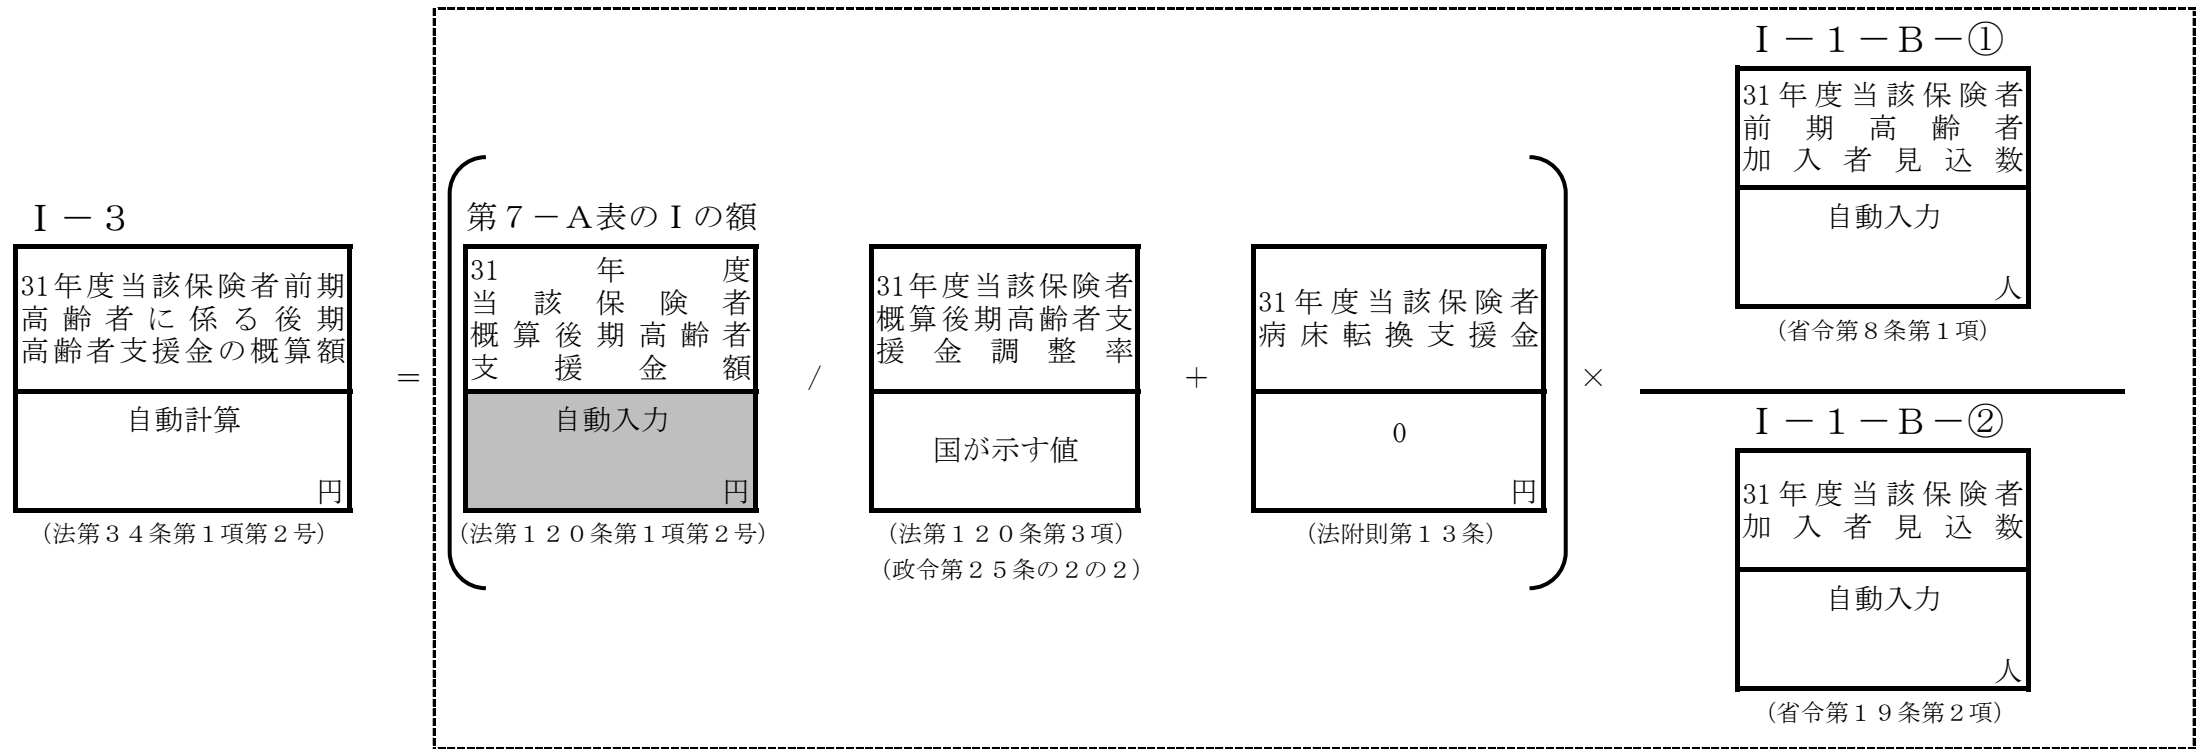 Ⅰ－３
31年度当該保険者前期
高齢者に係る後期
高齢者支援金の概算額
自動計算
円
(法第３４条第１項第２号)
＝
第７－Ａ表のⅠの額
31年度
当該保険者
概算後期高齢者
支援金額
自動入力
円
(法第１２０条第１項第２号)
/
31年度当該保険者
概算後期高齢者支
援金調整率
国が示す値
(法第１２０条第３項)
(政令第２５条の２の２)
＋
31年度当該保険者
病床転換支援金
0
円
(法附則第１３条)
×
Ⅰ－１－Ｂ－①
31年度当該保険者
前期高齢者
加入者見込数
自動入力
人
(省令第８条第１項)
Ⅰ－１－Ｂ－②
31年度当該保険者
加入者見込数
自動入力
人
(省令第１９条第２項)